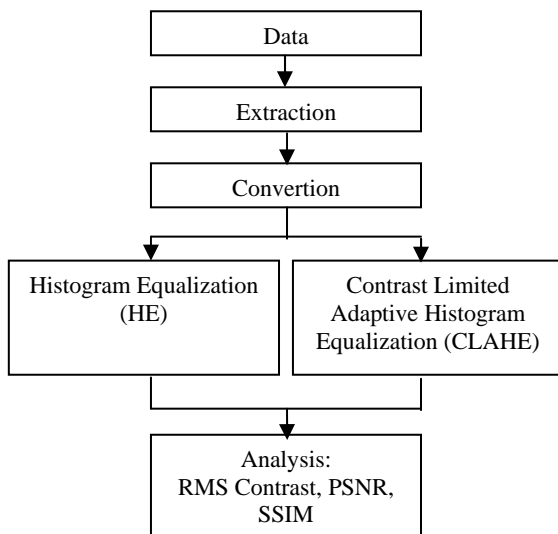 Data
Extraction
Convertion
Histogram Equalization
(HE)
Contrast Limited
Adaptive Histogram
Equalization (CLAHE)
Analysis:
RMS Contrast, PSNR,
SSIM